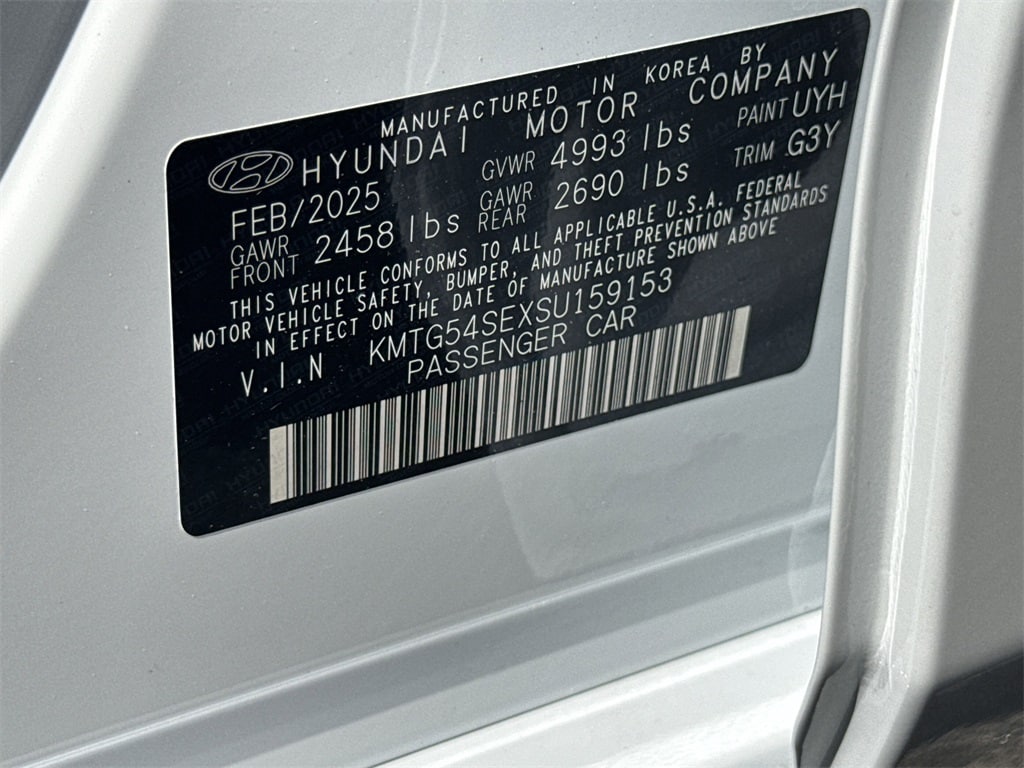 MANUFACTURED IN KOREA BY
HYUNDAI MOTOR COMPANY
FEB/2025 GVWR 4993 lbs PAINT UYH
GAWR FRONT 2458 lbs GAWR REAR 2690 lbs TRIM G3Y
THIS VEHICLE CONFORMS TO ALL APPLICABLE U.S.A. FEDERAL
MOTOR VEHICLE SAFETY, BUMPER, AND THEFT PREVENTION STANDARDS
IN EFFECT ON THE DATE OF MANUFACTURE SHOWN ABOVE
V.I.N KMTG54SEXSU159153
PASSENGER CAR